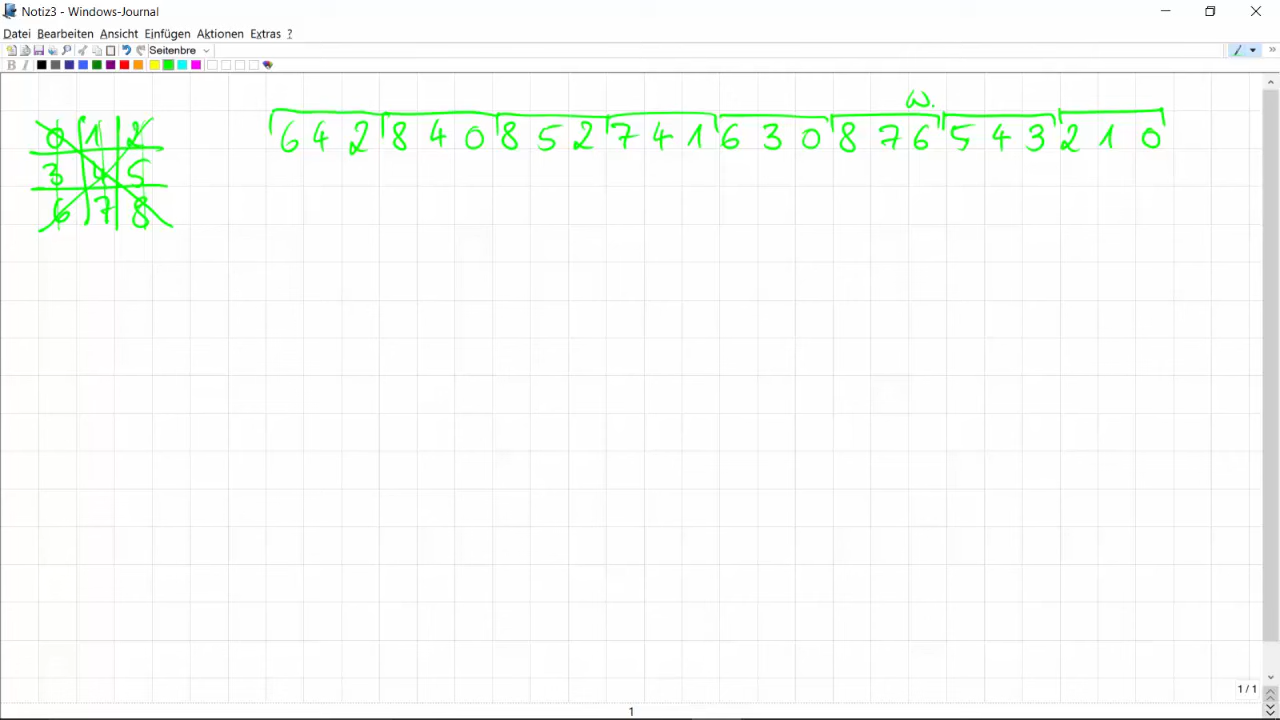 Notiz3 - Windows-Journal
Datei Bearbeiten Ansicht Einfügen Aktionen Extras ?
Seitenbre
B I
w.
0 1 2 6 4 2 8 4 0 8 5 2 7 4 1 6 3 0 8 7 6 5 4 3 2 1 0
3 4 5
6 7 8
1 / 1
1